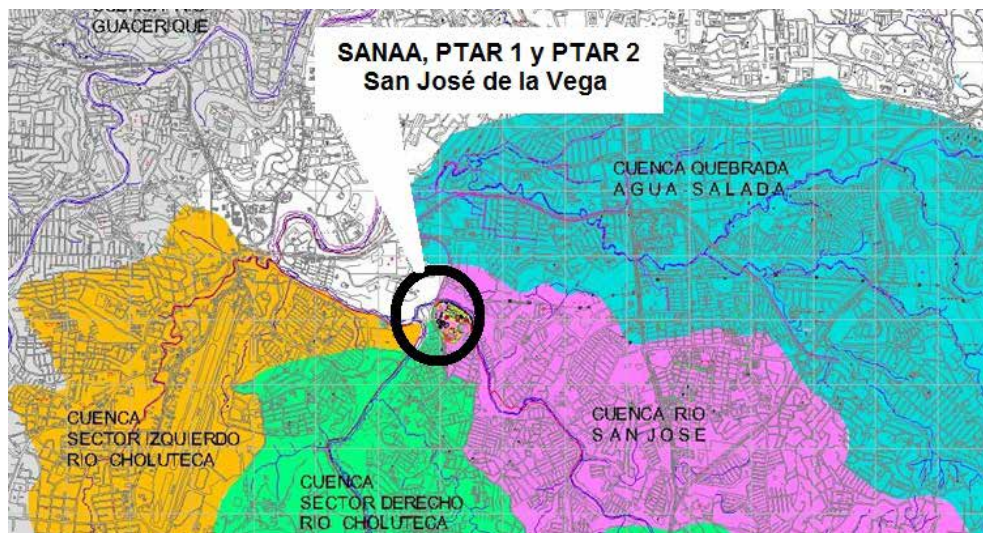 GUACERIQUE
SANAA, PTAR 1 y PTAR 2
San José de la Vega
CUENCA QUEBRADA
AGUA SALADA
CUENCA
SECTOR IZQUIERDO
RIO CHOLUTECA
CUENCA RIO
SAN JOSE
CUENCA
SECTOR DERECHO
RIO CHOLUTECA